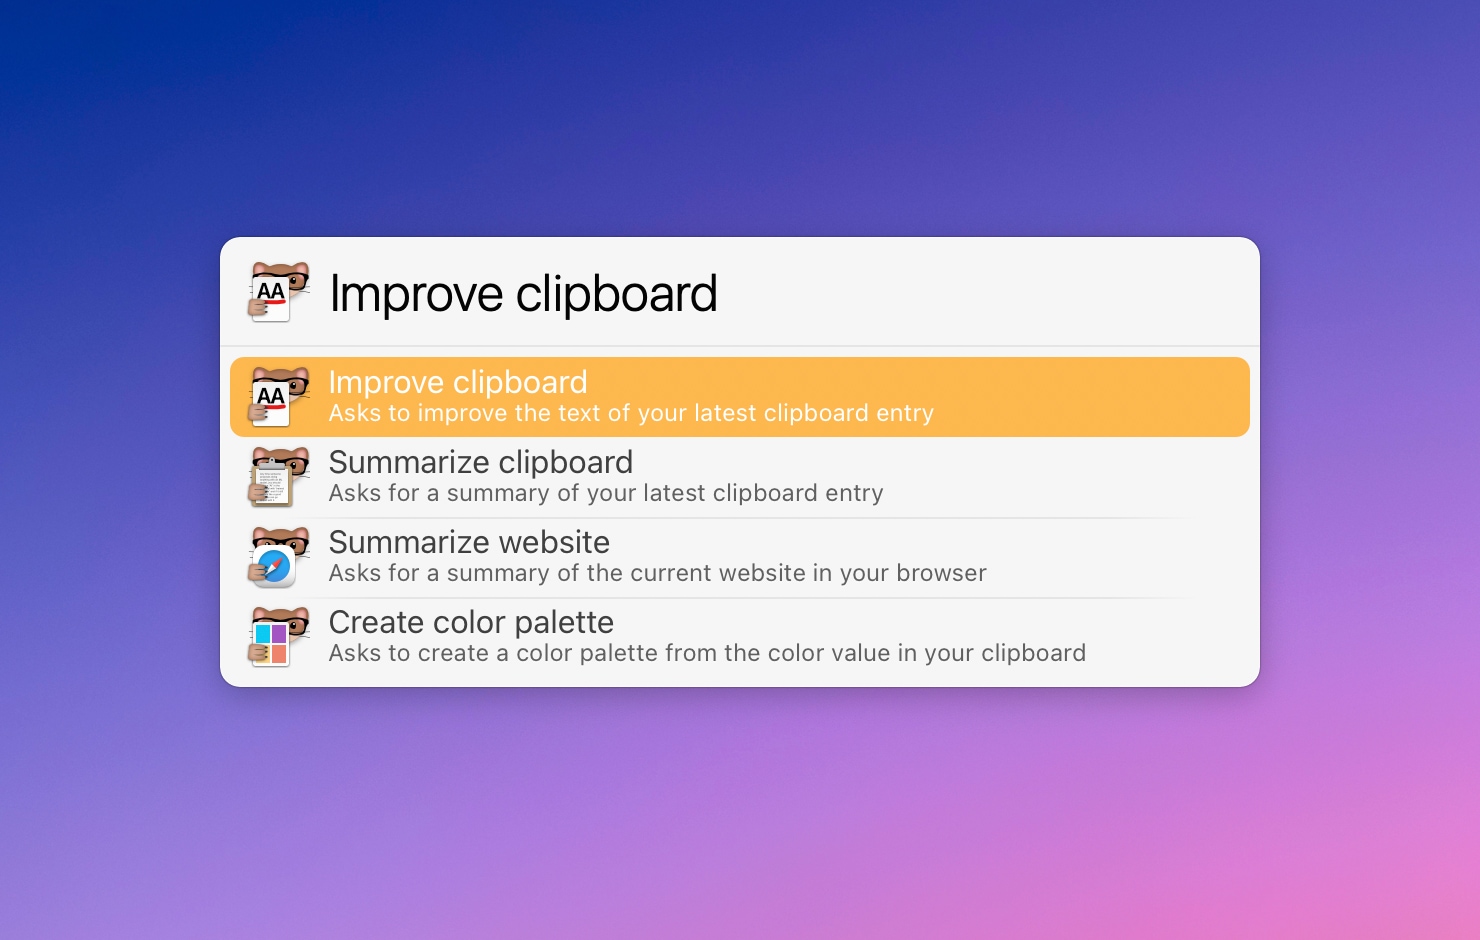 AA
Improve clipboard
AA
Improve clipboard
Asks to improve the text of your latest clipboard entry
Summarize clipboard
Asks for a summary of your latest clipboard entry
Summarize website
Asks for a summary of the current website in your browser
Create color palette
Asks to create a color palette from the color value in your clipboard